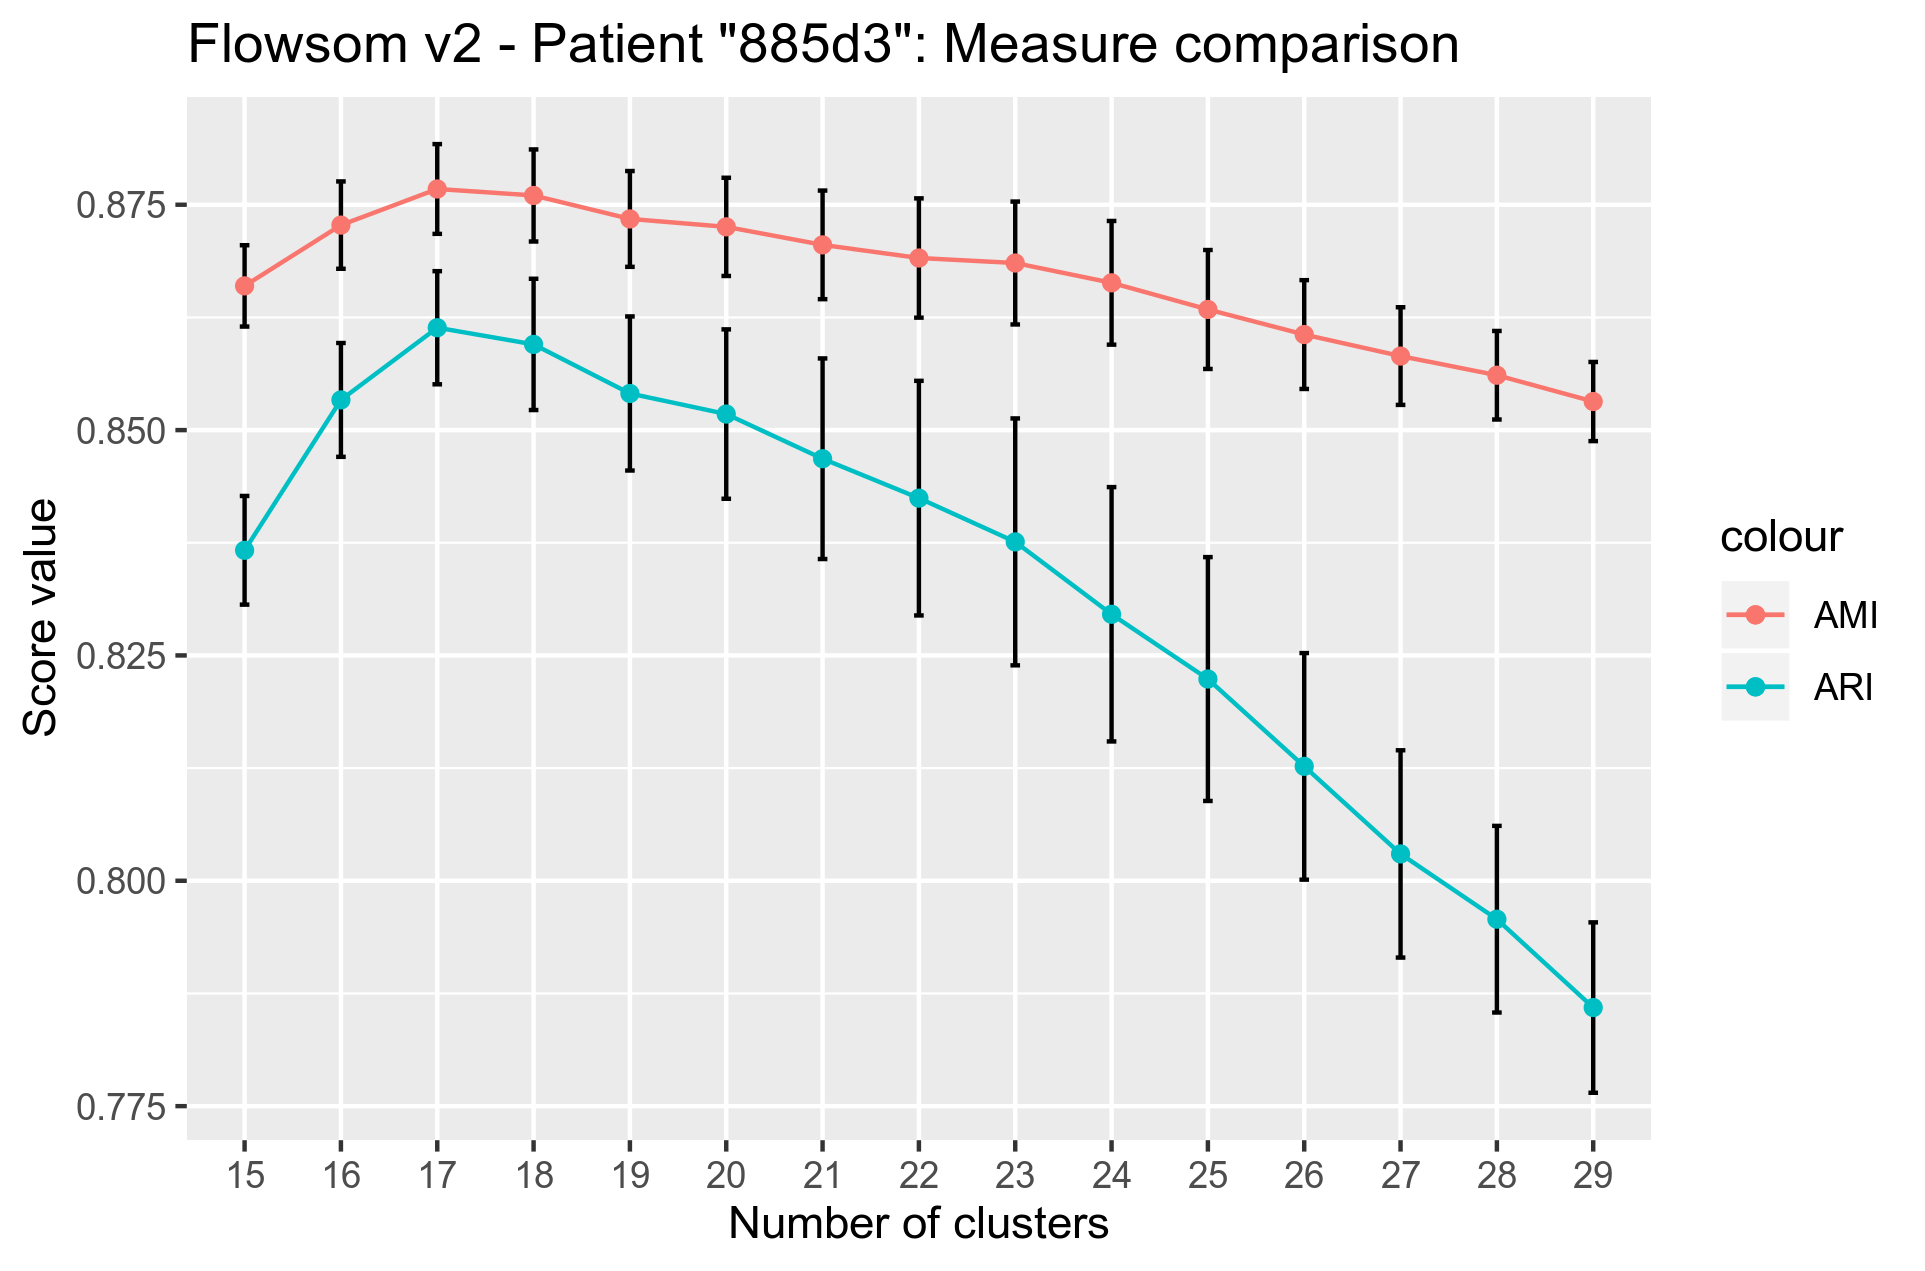 Flowsom v2 - Patient "885d3": Measure comparison
0.875
0.850
0.825
0.800
0.775
Score value
15 16 17 18 19 20 21 22 23 24 25 26 27 28 29
Number of clusters
colour
AMI
ARI